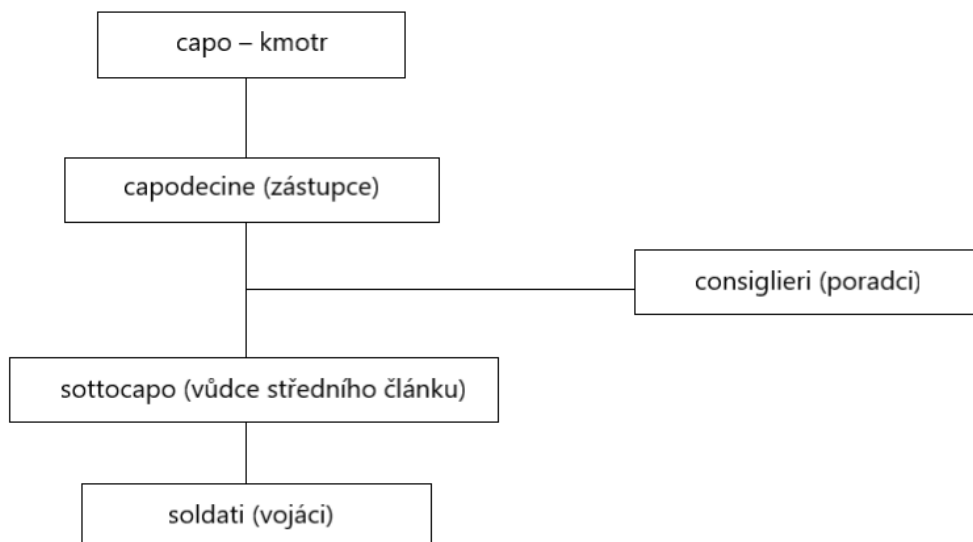 capo – kmotr
capodecine (zástupce)
consiglieri (poradci)
sottocapo (vůdce středního článku)
soldati (vojáci)